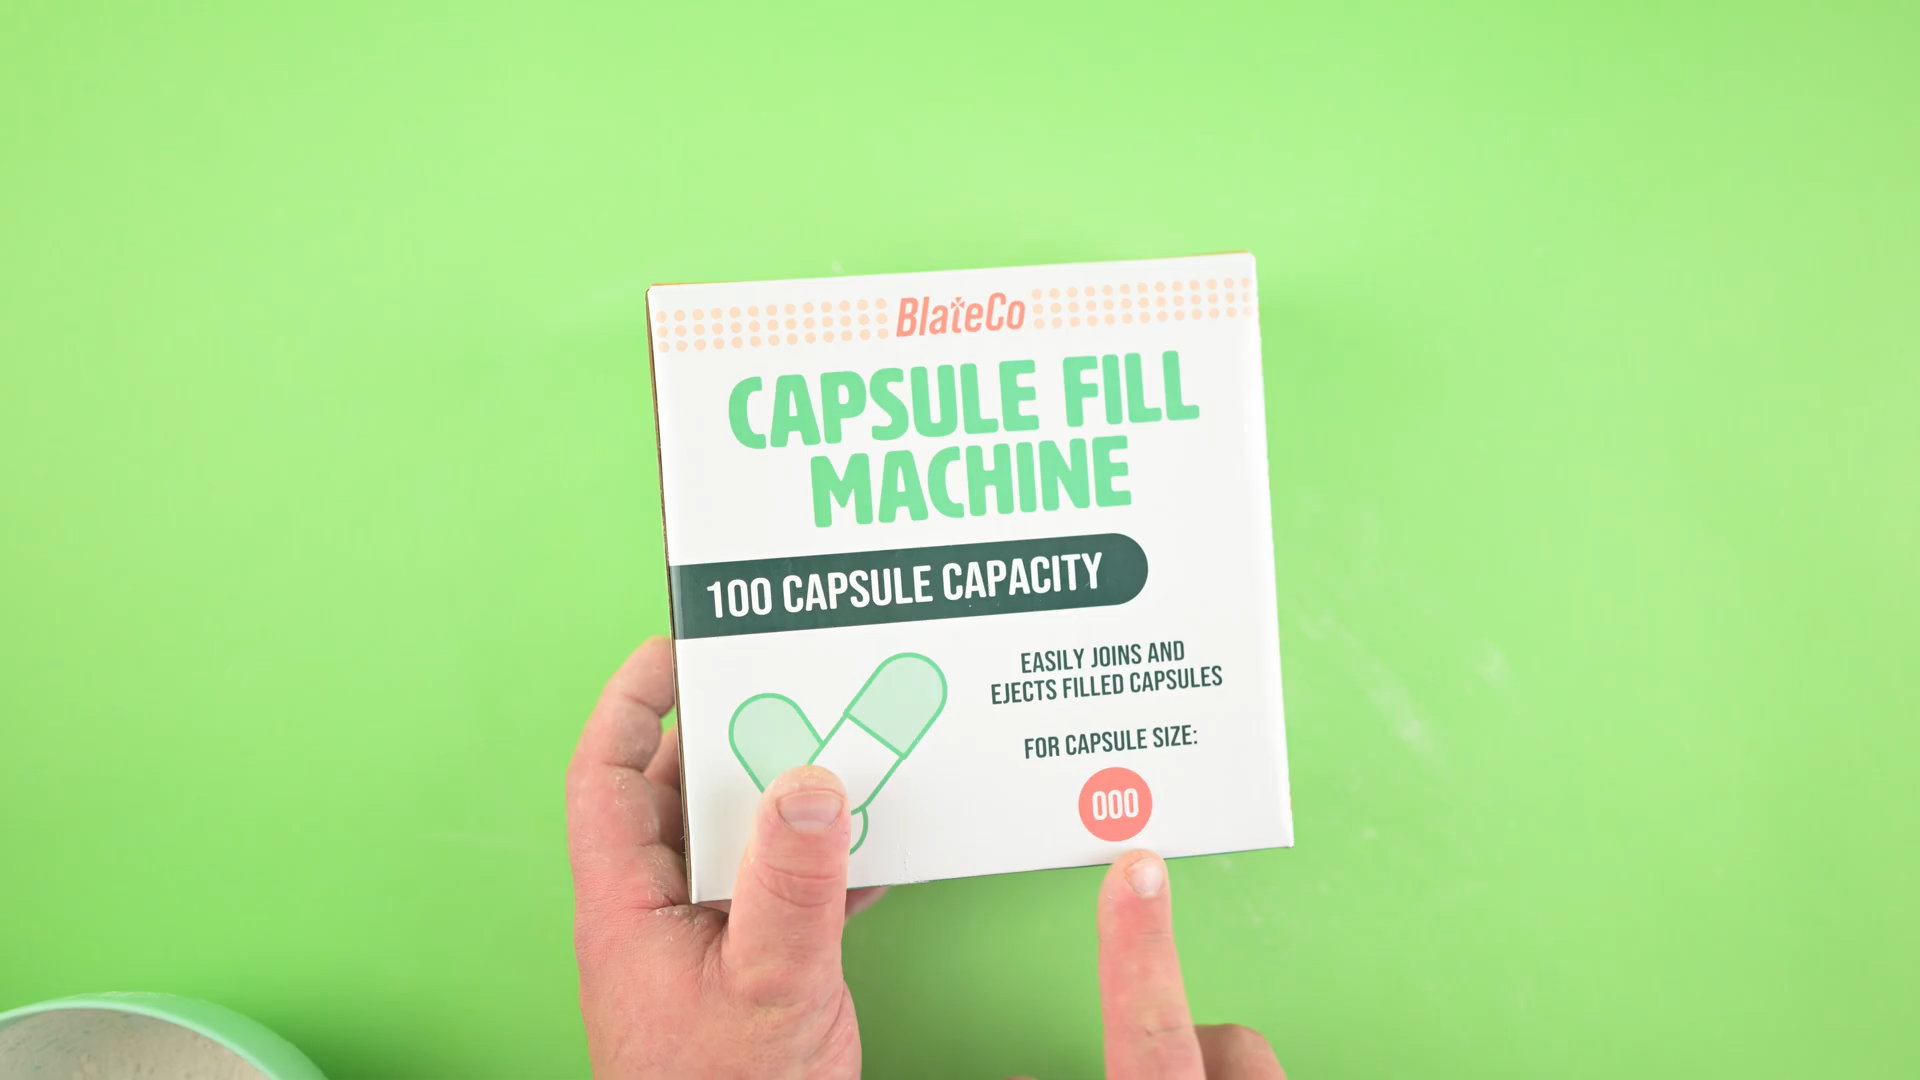 BlateCo
CAPSULE FILL
MACHINE
100 CAPSULE CAPACITY
EASILY JOINS AND
EJECTS FILLED CAPSULES
FOR CAPSULE SIZE:
000